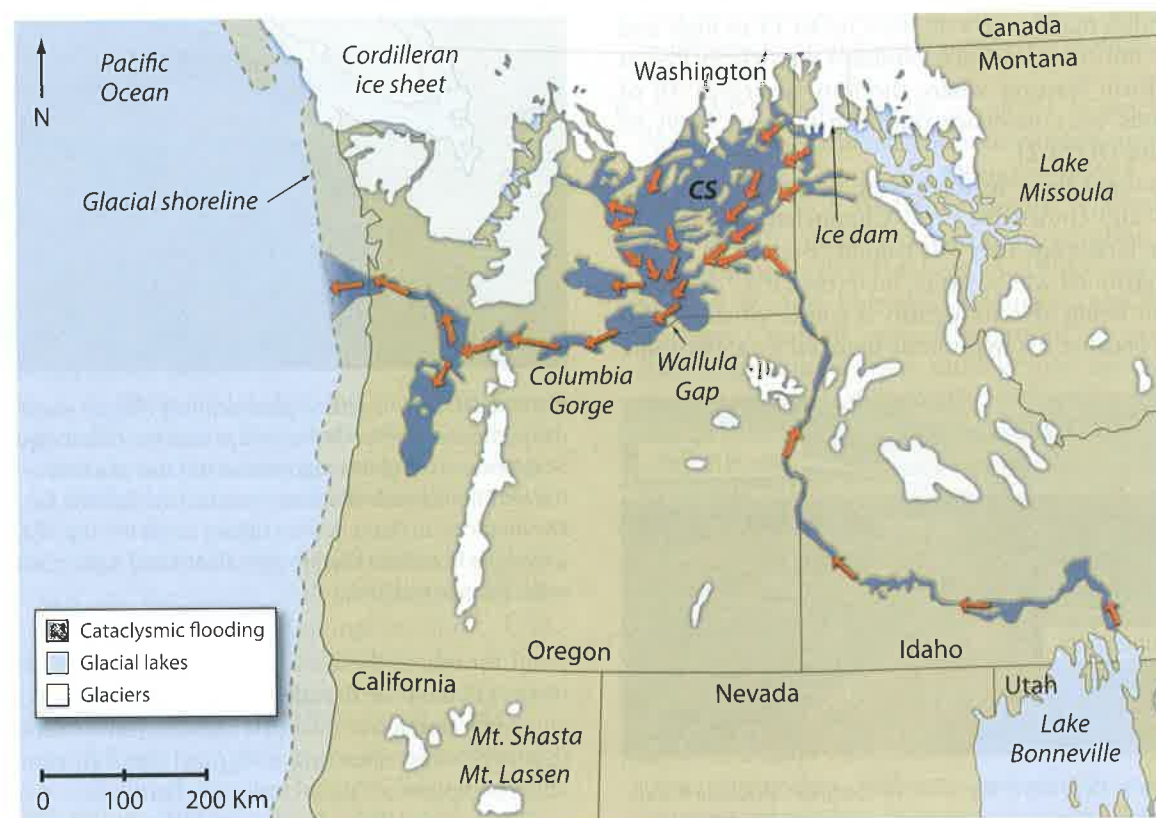 Canada
Montana
Washington
Cordilleran
ice sheet
Pacific
Ocean
N
Lake
Missoula
CS
Glacial shoreline
Ice dam
Wallula
Gap
Columbia
Gorge
Cataclysmic flooding
Glacial lakes
Glaciers
Oregon
Idaho
California
Nevada
Utah
Lake
Bonneville
Mt. Shasta
Mt. Lassen
0 100 200 Km